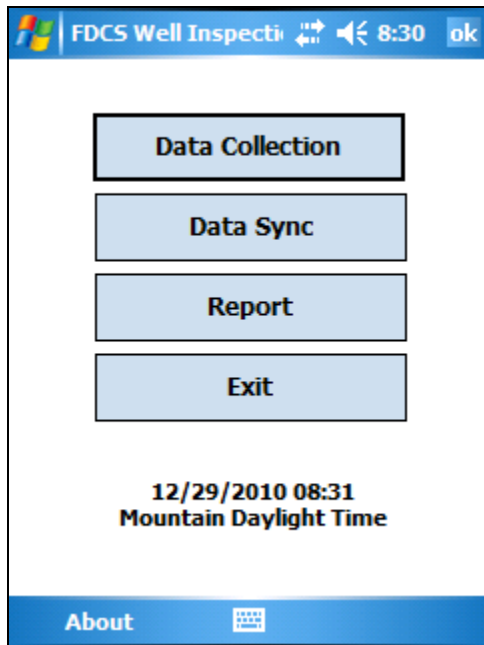 FDCS Well Inspecti 8:30 ok
Data Collection
Data Sync
Report
Exit
12/29/2010 08:31
Mountain Daylight Time
About